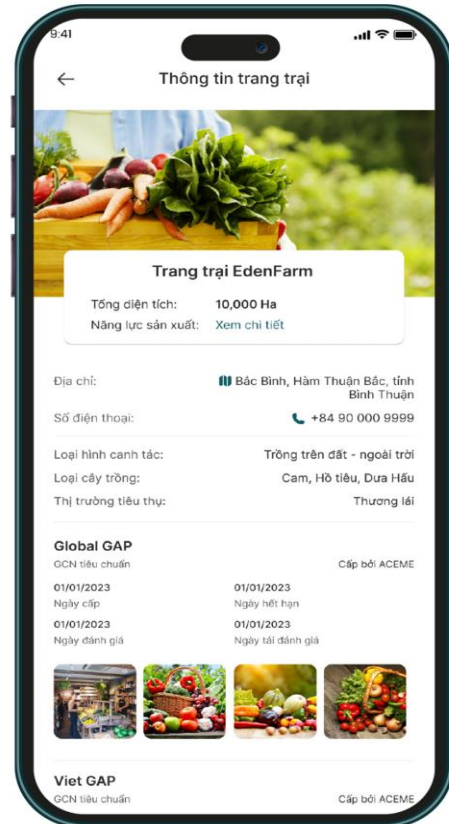 9:41
Thông tin trang trại
Trang trại EdenFarm
Tổng diện tích: 10,000 Ha
Năng lực sản xuất: Xem chi tiết
Địa chỉ: Bắc Bình, Hàm Thuận Bắc, tỉnh
Bình Thuận
Số điện thoại: +84 90 000 9999
Loại hình canh tác: Trồng trên đất - ngoài trời
Loại cây trồng: Cam, Hồ tiêu, Dưa Hấu
Thị trường tiêu thụ: Thương lái
Global GAP
GCN tiêu chuẩn Cấp bởi ACEME
01/01/2023 01/01/2023
Ngày cấp Ngày hết hạn
01/01/2023 01/01/2023
Ngày đánh giá Ngày tái đánh giá
Viet GAP
GCN tiêu chuẩn Cấp bởi ACEME